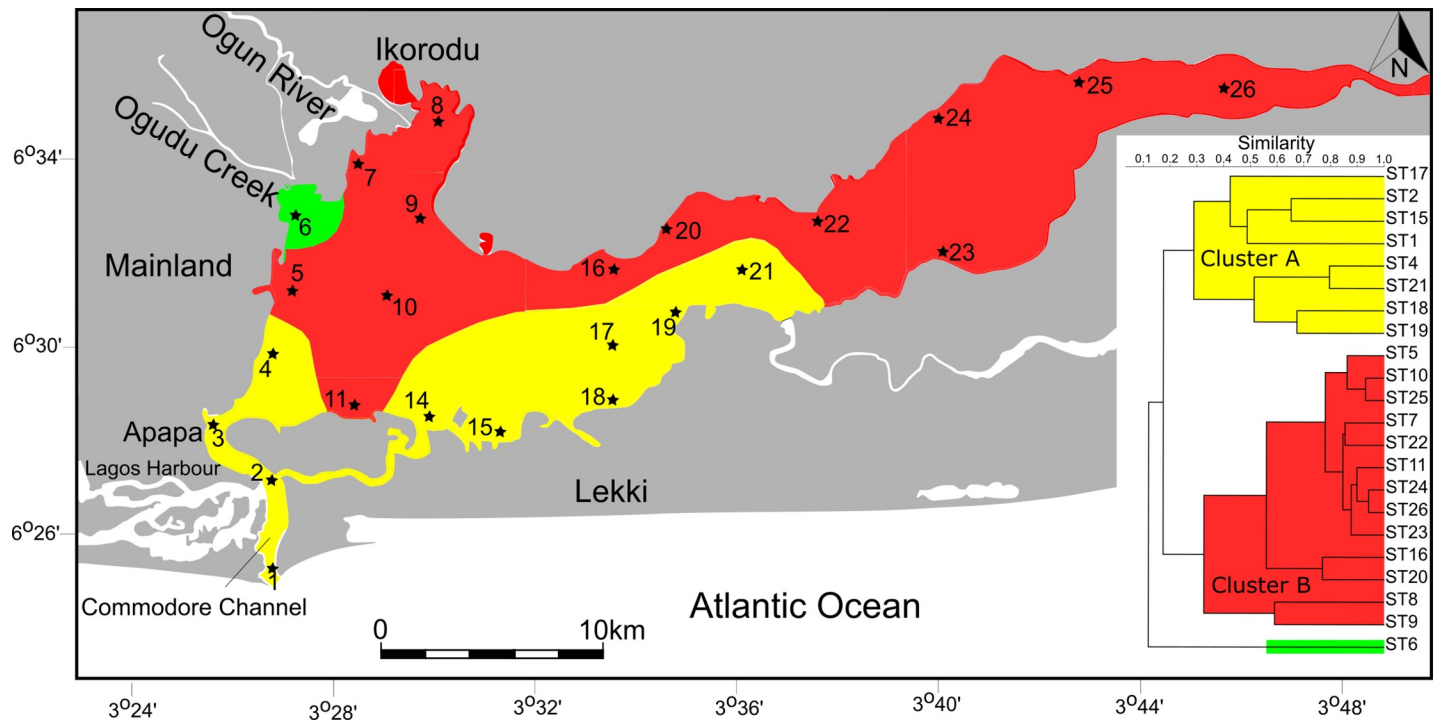 Ikorodu
Ogun River
Ogudu Creek
N
8
7
9
6
Mainland
5
10
16
20
22
21
23
24
25
26
4
17
19
11
14
15
18
Apapa
3
2
Lagos Harbour
Lekki
1
Commodore Channel
0 10km
Atlantic Ocean
6°34'
6°30'
6°26'
3°24' 3°28' 3°32' 3°36' 3°40' 3°44' 3°48'
Similarity
0.1 0.2 0.3 0.4 0.5 0.6 0.7 0.8 0.9 1.0
ST17
ST2
ST15
ST1
Cluster A
ST4
ST21
ST18
ST19
ST5
ST10
ST25
ST7
ST22
ST11
ST24
ST26
ST23
ST16
ST20
Cluster B
ST8
ST9
ST6